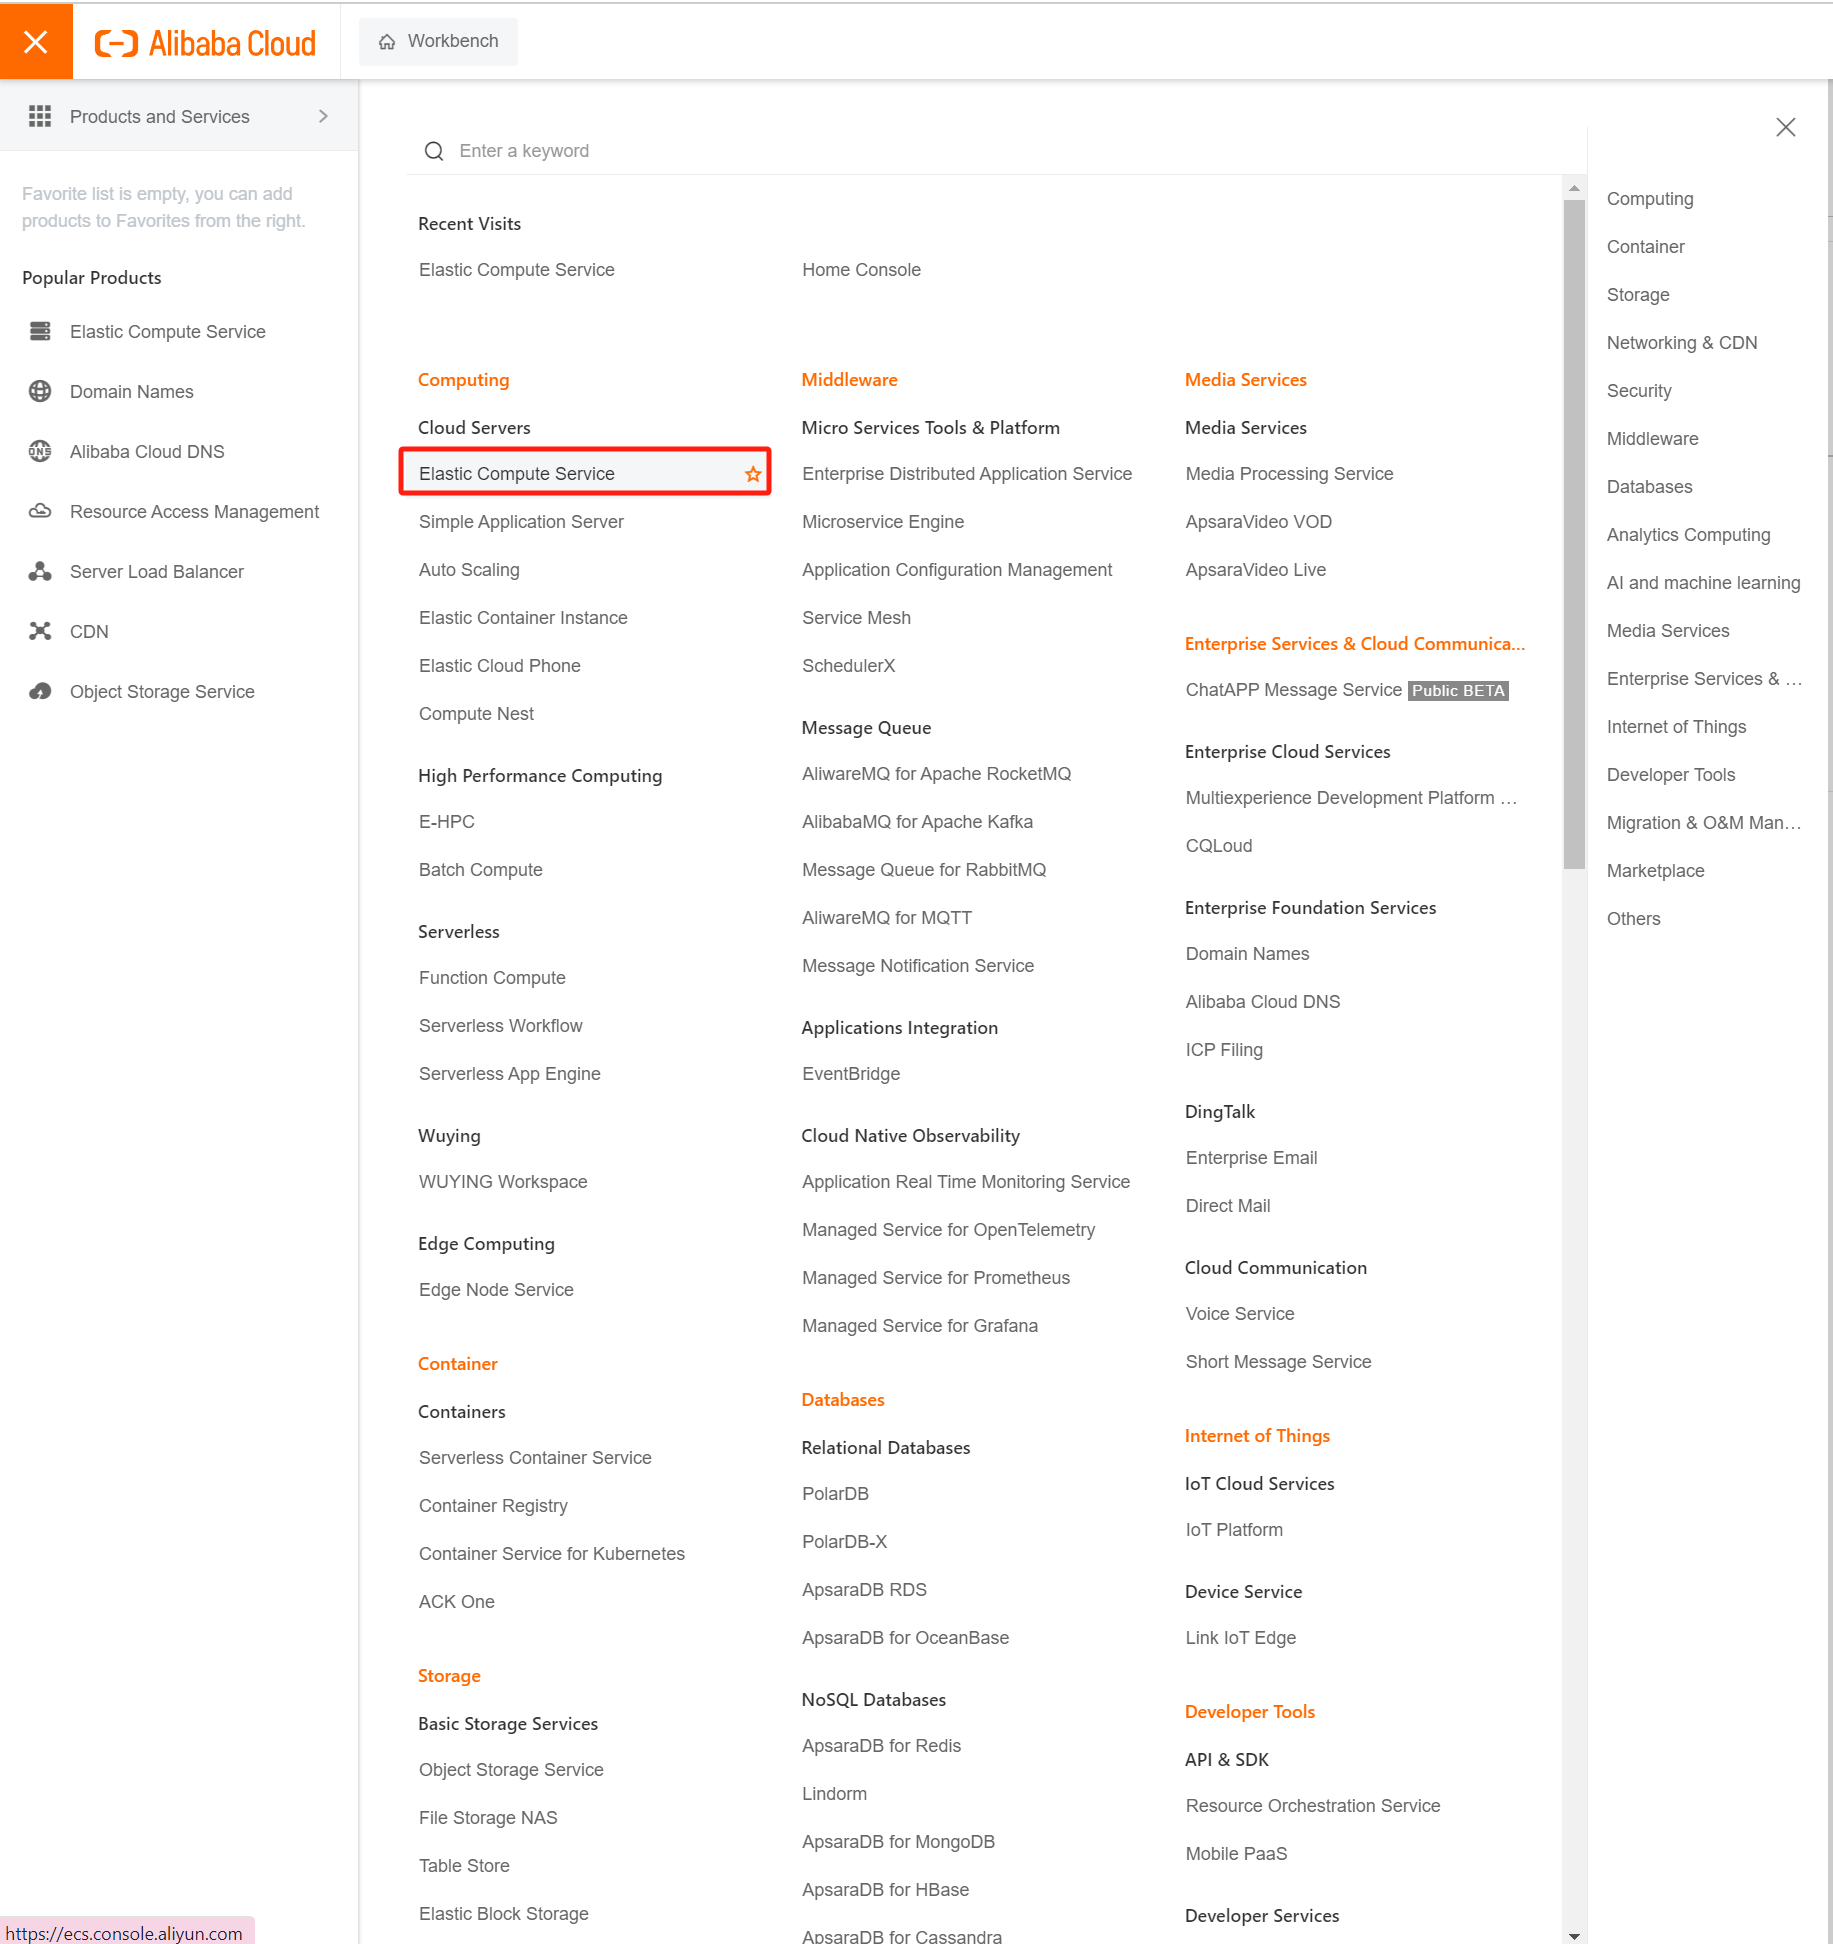 Alibaba Cloud
Workbench
Products and Services
Favorite list is empty, you can add
products to Favorites from the right.
Popular Products
Elastic Compute Service
Domain Names
Alibaba Cloud DNS
Resource Access Management
Server Load Balancer
CDN
Object Storage Service
Enter a keyword
Recent Visits
Elastic Compute Service
Home Console
Computing
Cloud Servers
Elastic Compute Service
Simple Application Server
Auto Scaling
Elastic Container Instance
Elastic Cloud Phone
Compute Nest
High Performance Computing
E-HPC
Batch Compute
Serverless
Function Compute
Serverless Workflow
Serverless App Engine
Wuying
WUYING Workspace
Edge Computing
Edge Node Service
Container
Containers
Serverless Container Service
Container Registry
Container Service for Kubernetes
ACK One
Storage
Basic Storage Services
Object Storage Service
File Storage NAS
Table Store
Elastic Block Storage
Middleware
Micro Services Tools & Platform
Enterprise Distributed Application Service
Microservice Engine
Application Configuration Management
Service Mesh
SchedulerX
Message Queue
AliwareMQ for Apache RocketMQ
AlibabaMQ for Apache Kafka
Message Queue for RabbitMQ
AliwareMQ for MQTT
Message Notification Service
Applications Integration
EventBridge
Cloud Native Observability
Application Real Time Monitoring Service
Managed Service for OpenTelemetry
Managed Service for Prometheus
Managed Service for Grafana
Databases
Relational Databases
PolarDB
PolarDB-X
ApsaraDB RDS
ApsaraDB for OceanBase
NoSQL Databases
ApsaraDB for Redis
Lindorm
ApsaraDB for MongoDB
ApsaraDB for HBase
ApsaraDB for Cassandra
Media Services
Media Services
Media Processing Service
ApsaraVideo VOD
ApsaraVideo Live
Enterprise Services & Cloud Communica...
ChatAPP Message Service Public BETA
Enterprise Cloud Services
Multiexperience Development Platform ...
CQLoud
Enterprise Foundation Services
Domain Names
Alibaba Cloud DNS
ICP Filing
DingTalk
Enterprise Email
Direct Mail
Cloud Communication
Voice Service
Short Message Service
Internet of Things
IoT Cloud Services
IoT Platform
Device Service
Link IoT Edge
Developer Tools
API & SDK
Resource Orchestration Service
Mobile PaaS
Developer Services
Computing
Container
Storage
Networking & CDN
Security
Middleware
Databases
Analytics Computing
AI and machine learning
Media Services
Enterprise Services & ...
Internet of Things
Developer Tools
Migration & O&M Man...
Marketplace
Others
https://ecs.console.aliyun.com